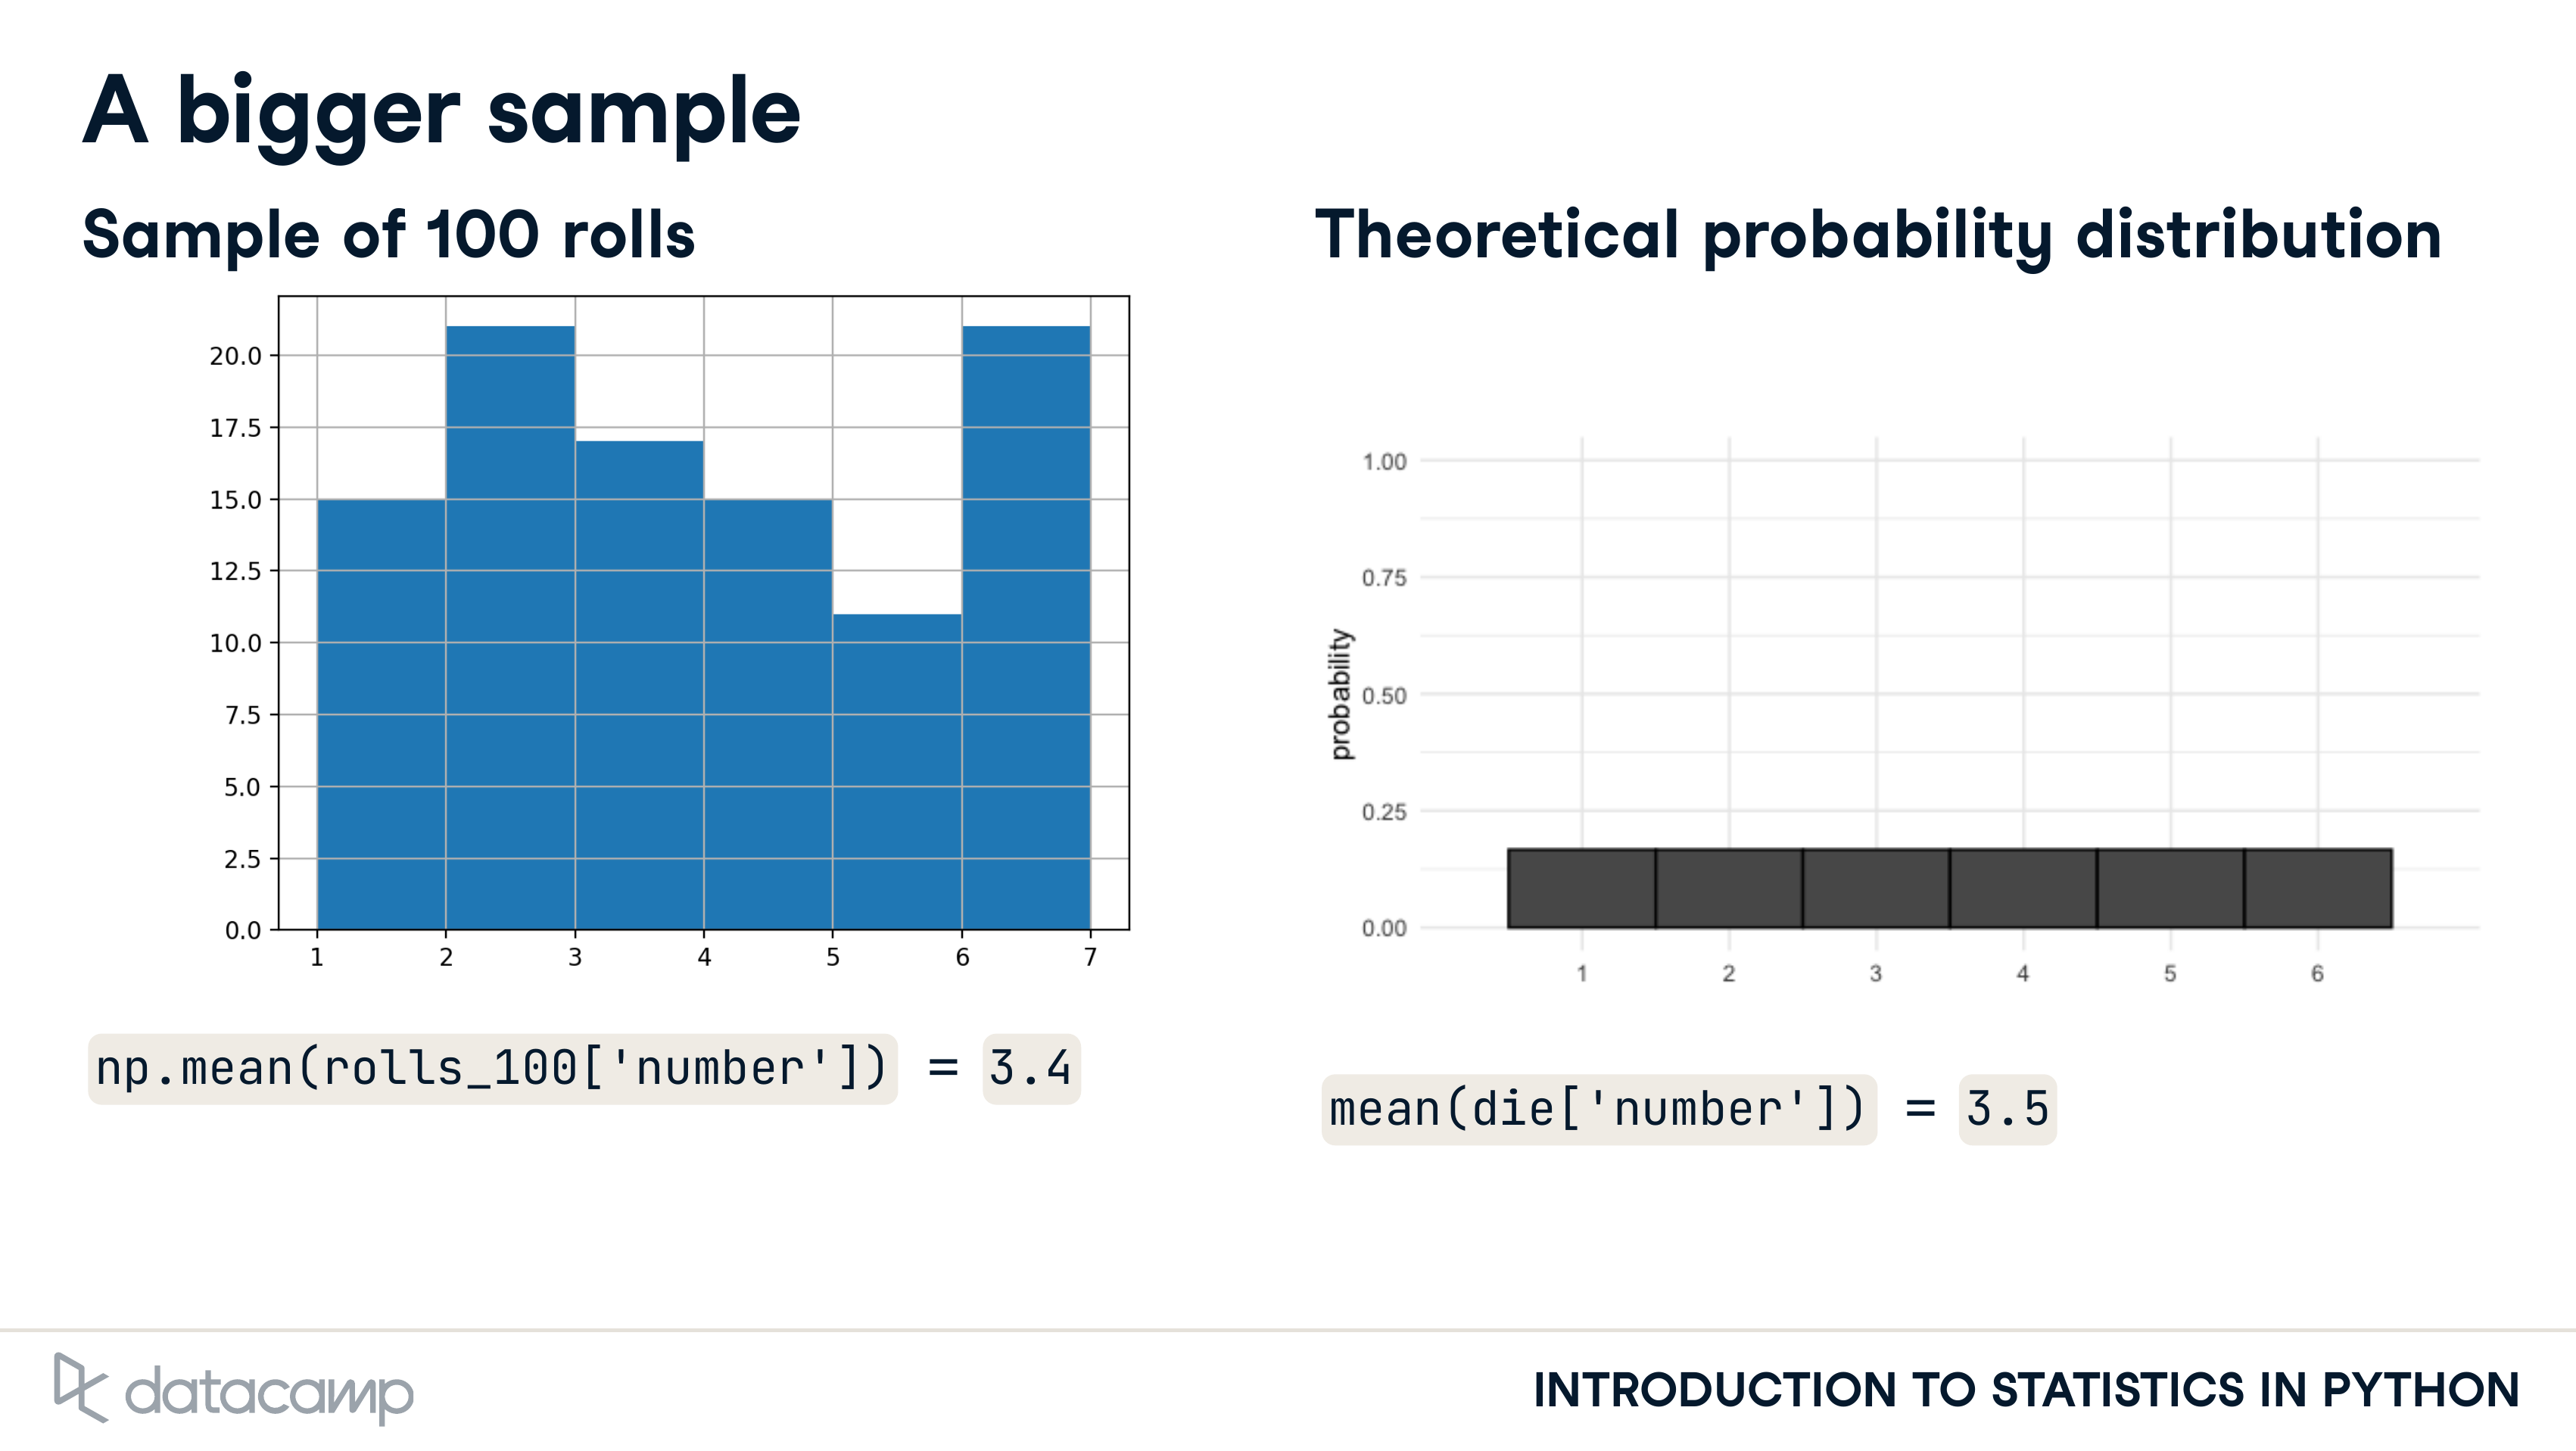 A bigger sample
Sample of 100 rolls
20.0
17.5
15.0
12.5
10.0
7.5
5.0
2.5
0.0
1 2 3 4 5 6 7
np.mean(rolls_100['number']) = 3.4
Theoretical probability distribution
probability
1.00
0.75
0.50
0.25
0.00
1 2 3 4 5 6
mean(die['number']) = 3.5
datacamp
INTRODUCTION TO STATISTICS IN PYTHON